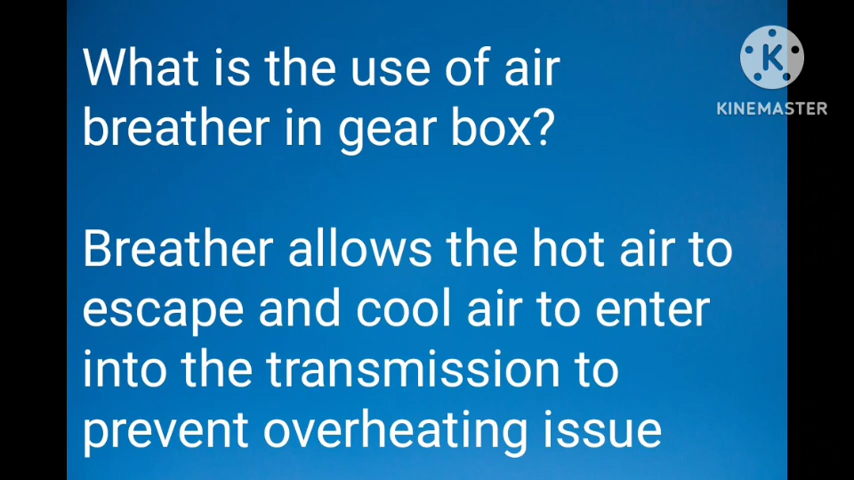 What is the use of air
breather in gear box?
Breather allows the hot air to
escape and cool air to enter
into the transmission to
prevent overheating issue
K
KINEMASTER